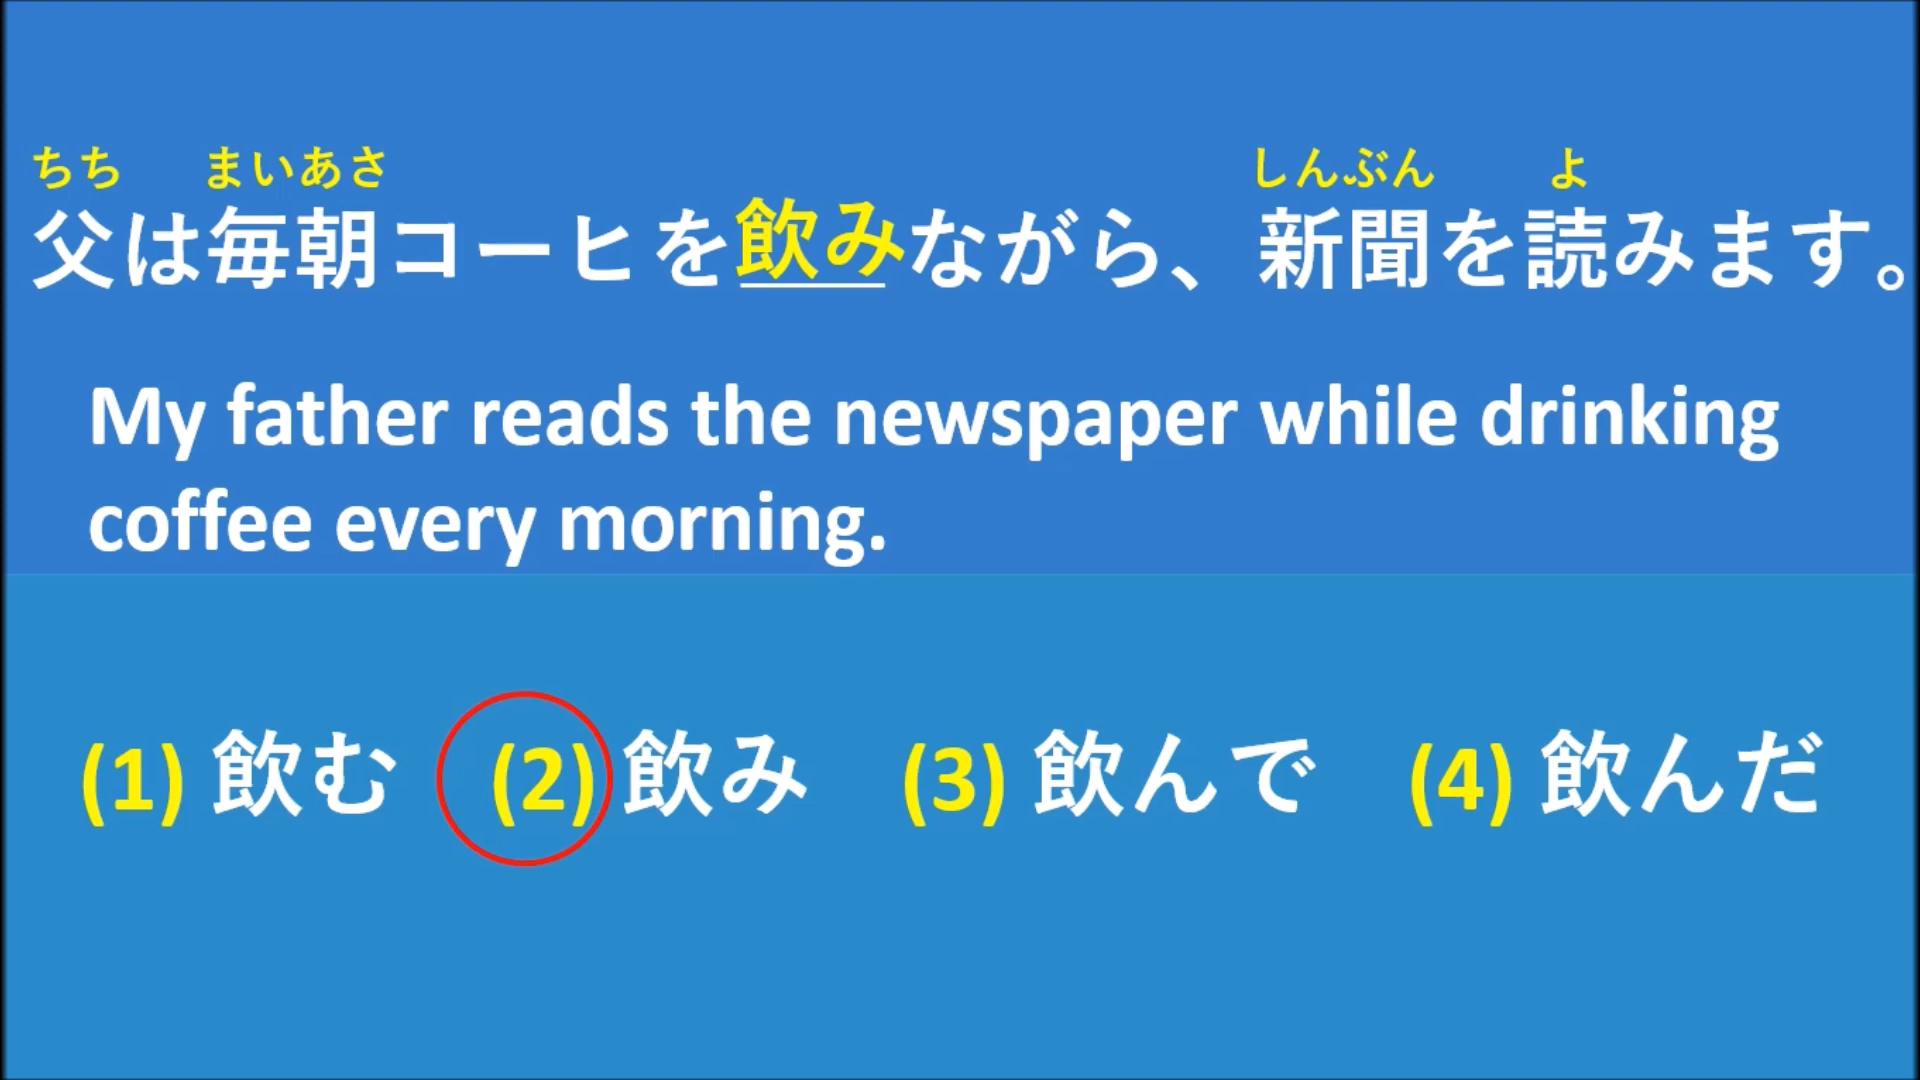 ちち まいあさ しんぶん よ
父は毎朝コーヒを飲みながら、新聞を読みます。
My father reads the newspaper while drinking
coffee every morning.
(1) 飲む (2) 飲み (3) 飲んで (4) 飲んだ